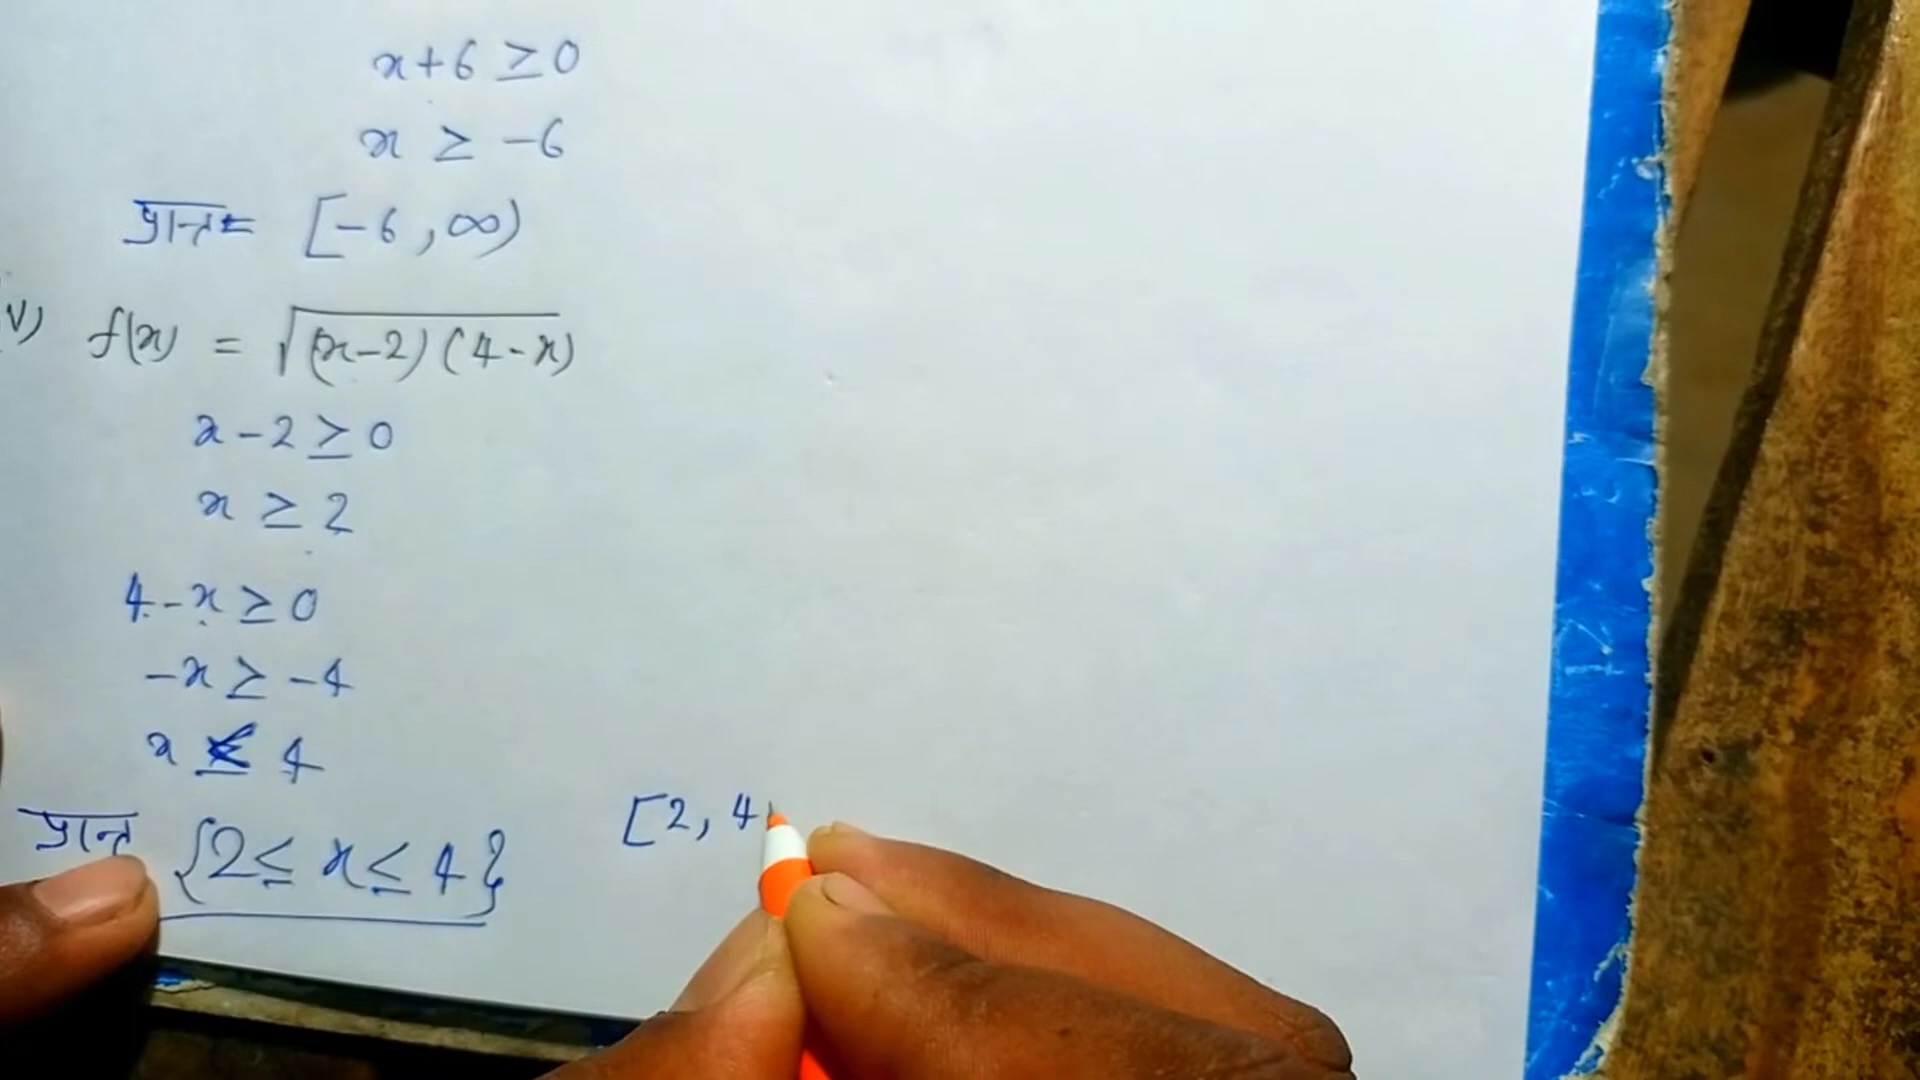 x+6 ≥ 0
x ≥ -6
प्रान्त= [-6, ∞)
v) f(x) = √(x-2)(4-x)
x-2 ≥ 0
x ≥ 2
4-x ≥ 0
-x ≥ -4
x ≤ 4
प्रान्त {2 ≤ x ≤ 4} [2, 4